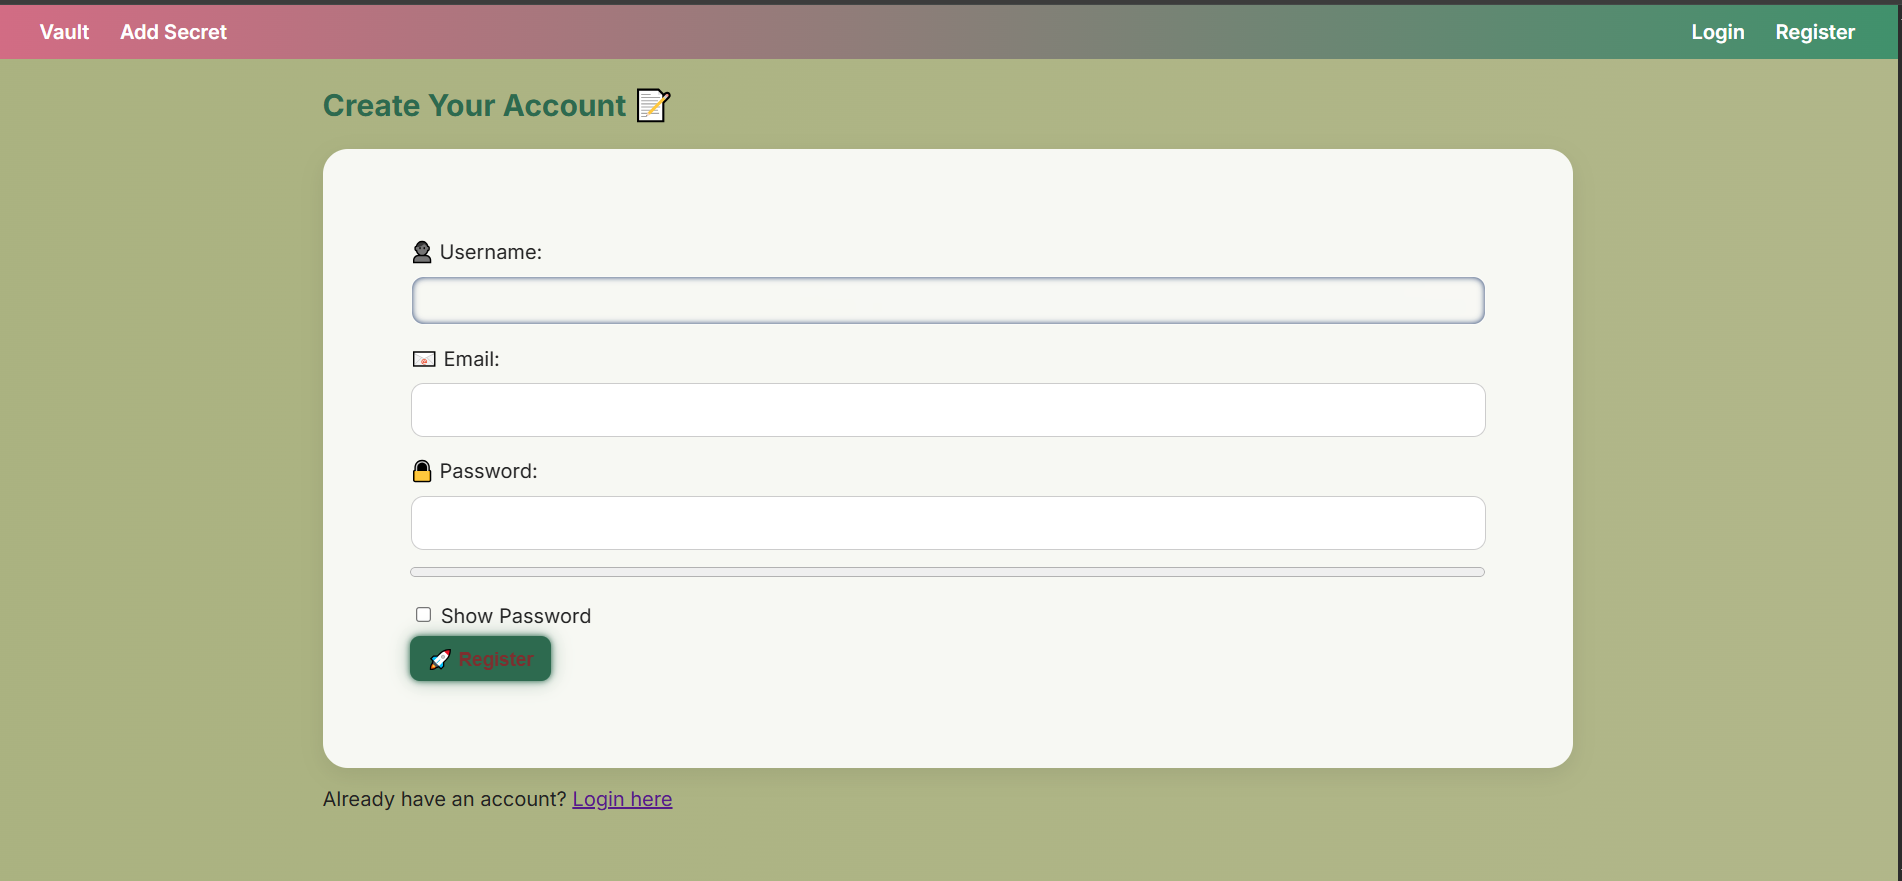 Vault Add Secret Login Register
Create Your Account
Username:
Email:
Password:
Show Password
Register
Already have an account? Login here